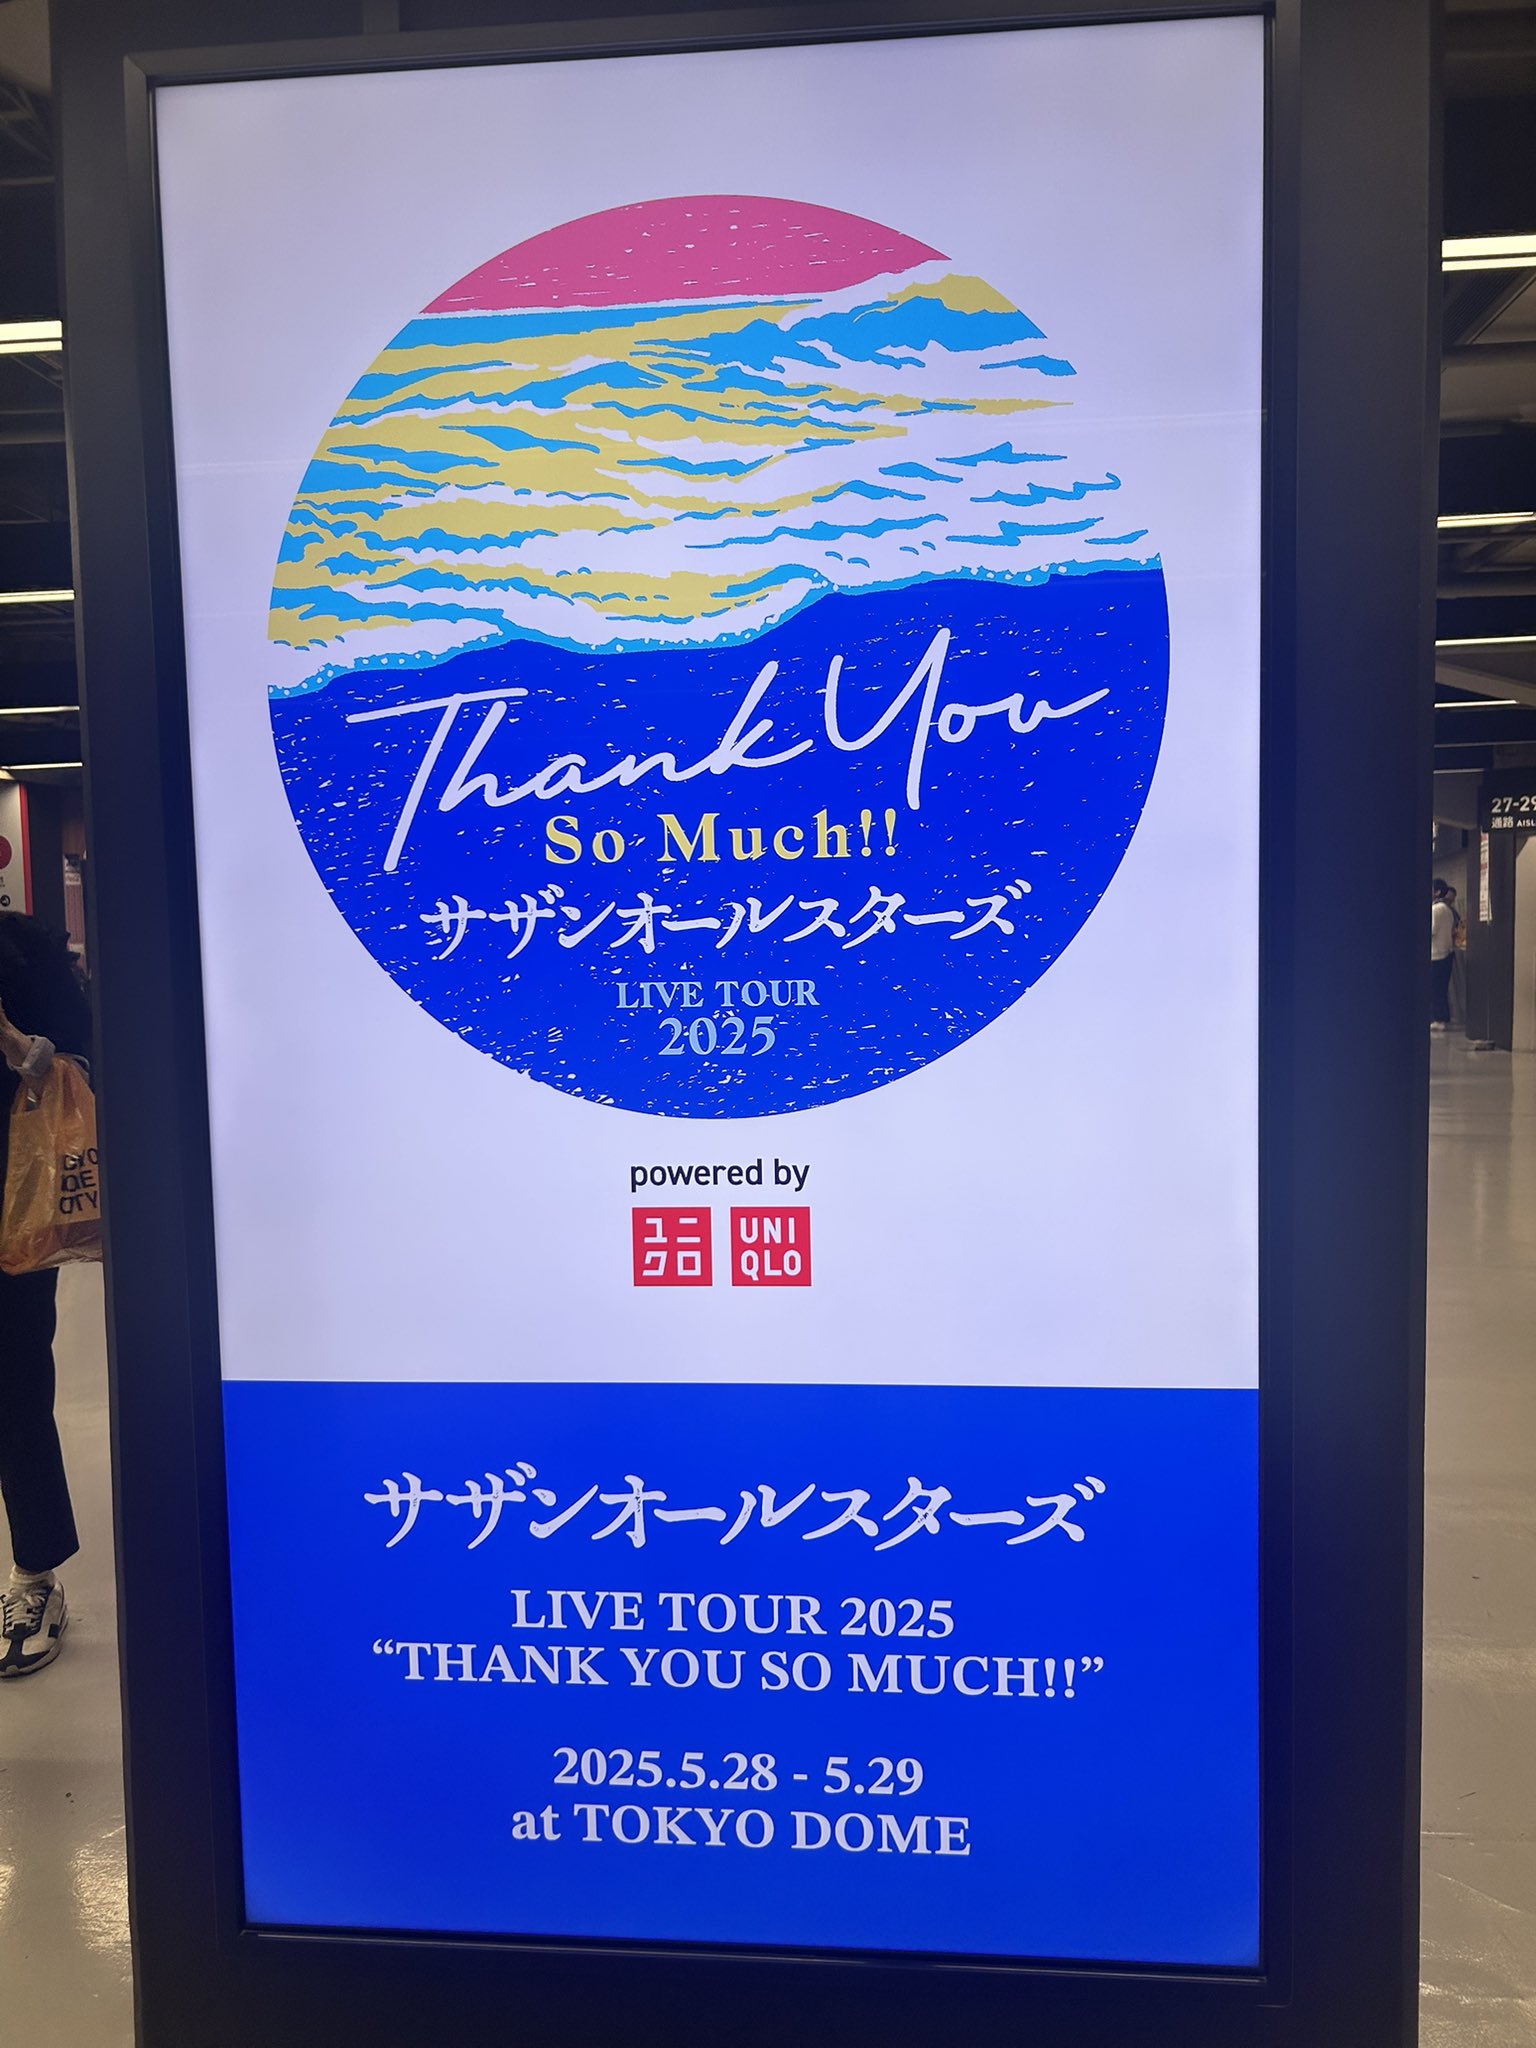 Thank You
So Much!!
サザンオールスターズ
LIVE TOUR
2025
powered by
ユニ
クロ
UNI
QLO
サザンオールスターズ
LIVE TOUR 2025
“THANK YOU SO MUCH!!”
2025.5.28 - 5.29
at TOKYO DOME
27-29
通路
CITY